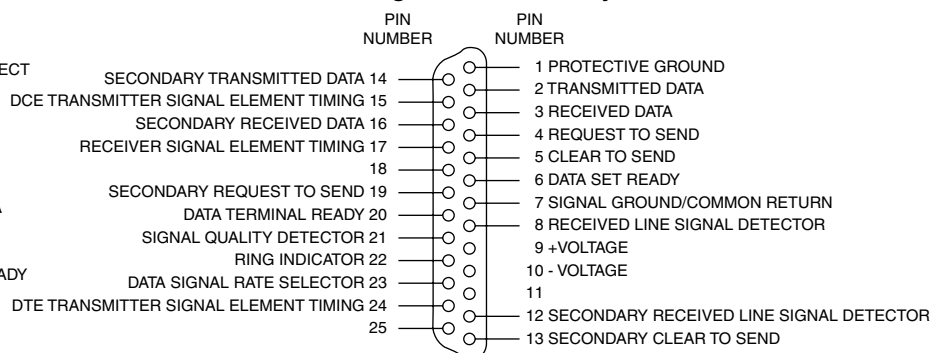 PIN NUMBER
PIN NUMBER
ECT
A
ADY
SECONDARY TRANSMITTED DATA 14
DCE TRANSMITTER SIGNAL ELEMENT TIMING 15
SECONDARY RECEIVED DATA 16
RECEIVER SIGNAL ELEMENT TIMING 17
18
SECONDARY REQUEST TO SEND 19
DATA TERMINAL READY 20
SIGNAL QUALITY DETECTOR 21
RING INDICATOR 22
DATA SIGNAL RATE SELECTOR 23
DTE TRANSMITTER SIGNAL ELEMENT TIMING 24
25
1 PROTECTIVE GROUND
2 TRANSMITTED DATA
3 RECEIVED DATA
4 REQUEST TO SEND
5 CLEAR TO SEND
6 DATA SET READY
7 SIGNAL GROUND/COMMON RETURN
8 RECEIVED LINE SIGNAL DETECTOR
9 +VOLTAGE
10 - VOLTAGE
11
12 SECONDARY RECEIVED LINE SIGNAL DETECTOR
13 SECONDARY CLEAR TO SEND